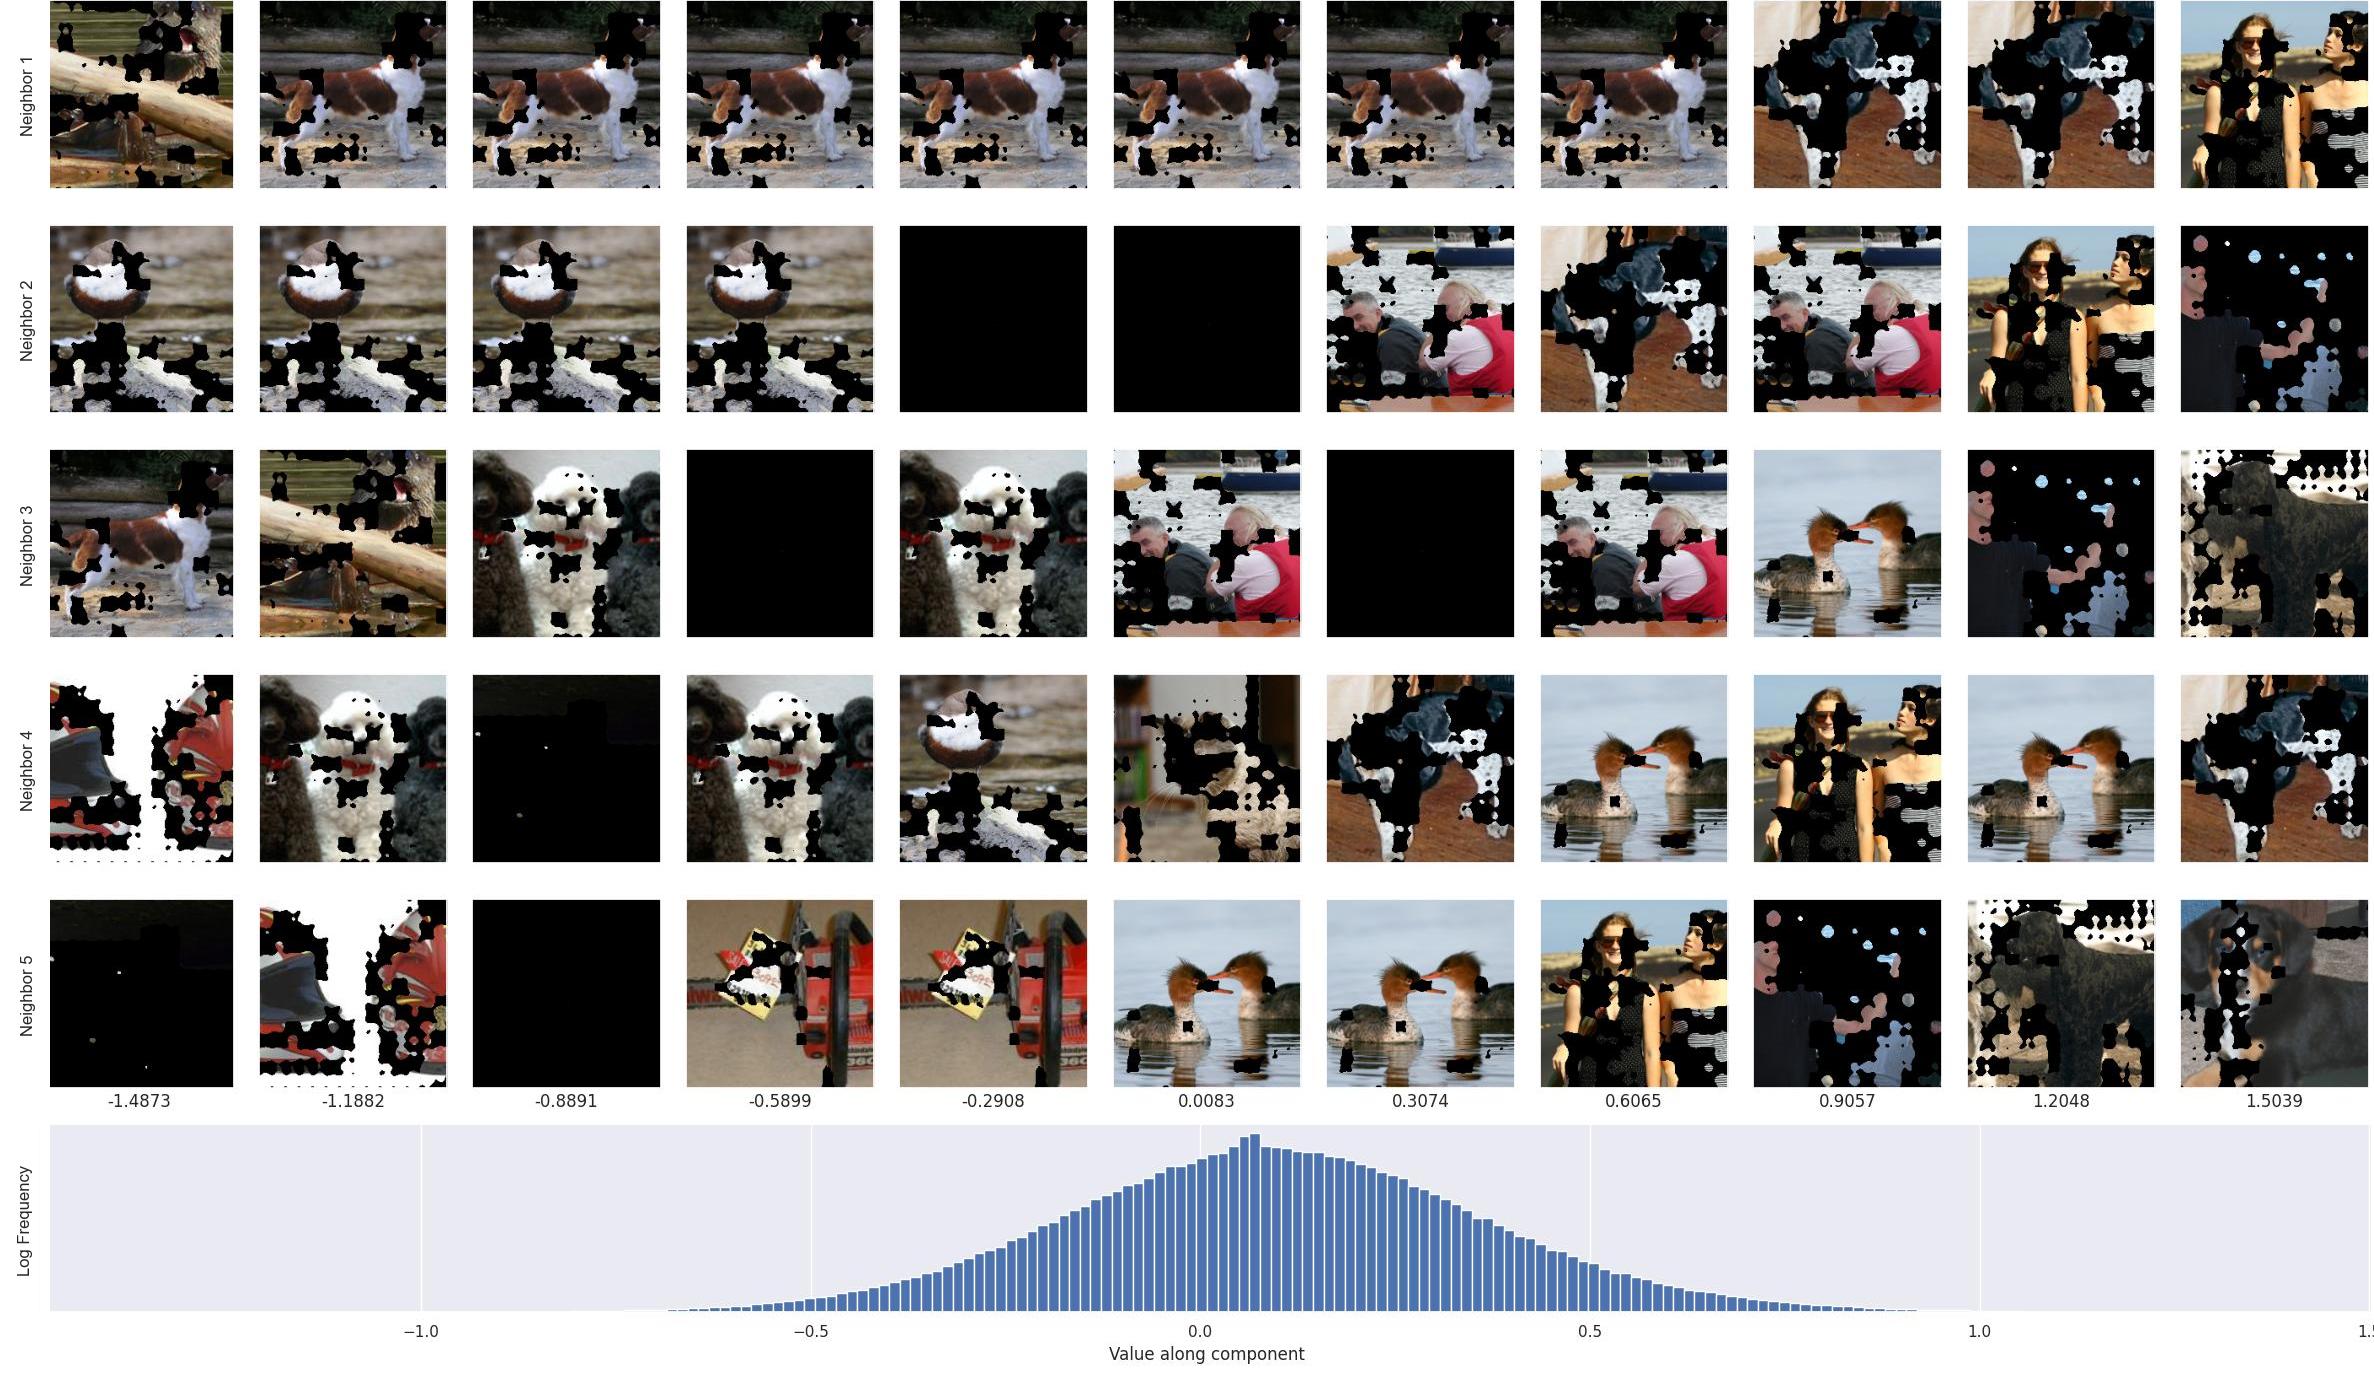 Neighbor 1
Neighbor 2
Neighbor 3
Neighbor 4
Neighbor 5
-1.4873 -1.1882 -0.8891 -0.5899 -0.2908 0.0083 0.3074 0.6065 0.9057 1.2048 1.5039
Log Frequency
−1.0 −0.5 0.0 0.5 1.0
Value along component